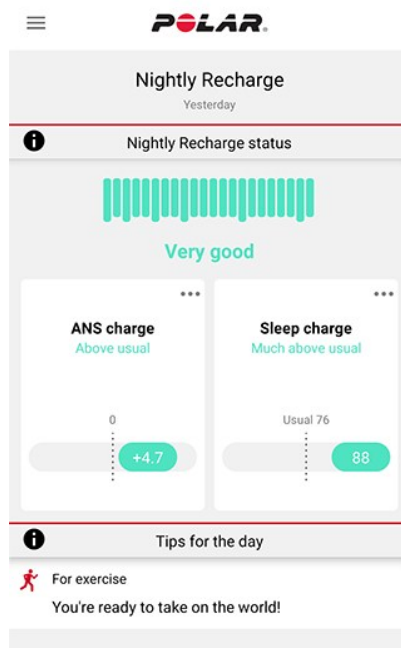 POLAR.
Nightly Recharge
Yesterday
Nightly Recharge status
Very good
ANS charge
Above usual
0
+4.7
Sleep charge
Much above usual
Usual 76
88
Tips for the day
For exercise
You're ready to take on the world!